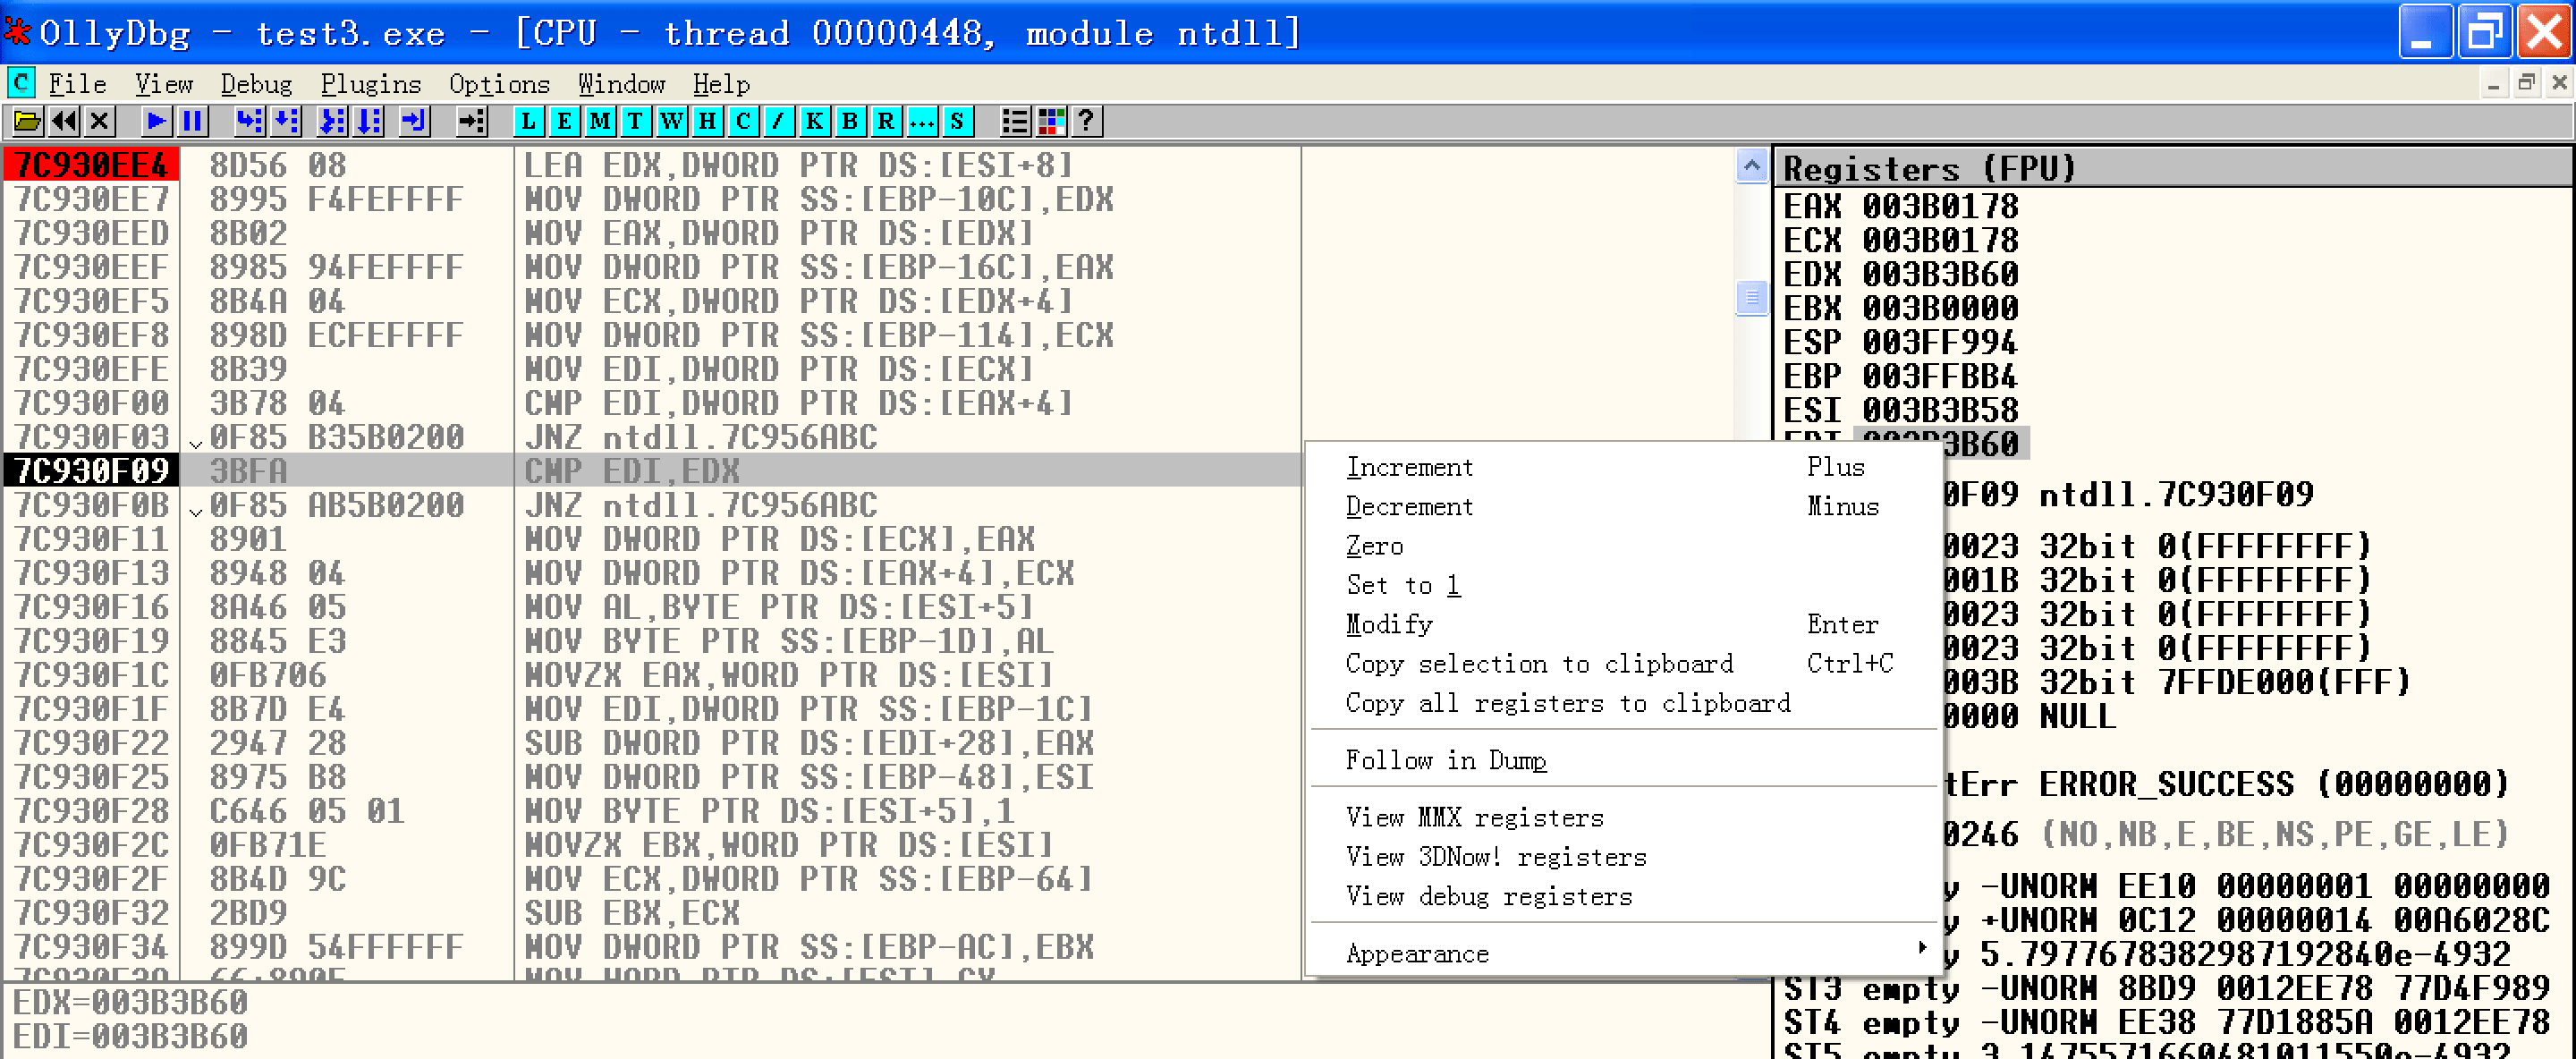 OllyDbg - test3.exe - [CPU - thread 00000448, module ntdll]
C File View Debug Plugins Options Window Help
L E M T W H C / K B R ... S ?
7C930EE4 8D56 08 LEA EDX,DWORD PTR DS:[ESI+8]
7C930EE7 8995 F4FEFFFF MOV DWORD PTR SS:[EBP-10C],EDX
7C930EED 8B02 MOV EAX,DWORD PTR DS:[EDX]
7C930EEF 8985 94FEFFFF MOV DWORD PTR SS:[EBP-16C],EAX
7C930EF5 8B4A 04 MOV ECX,DWORD PTR DS:[EDX+4]
7C930EF8 898D ECFEFFFF MOV DWORD PTR SS:[EBP-114],ECX
7C930EFE 8B39 MOV EDI,DWORD PTR DS:[ECX]
7C930F00 3B78 04 CMP EDI,DWORD PTR DS:[EAX+4]
7C930F03 0F85 B35B0200 JNZ ntdll.7C956ABC
7C930F09 3BFA CMP EDI,EDX
7C930F0B 0F85 AB5B0200 JNZ ntdll.7C956ABC
7C930F11 8901 MOV DWORD PTR DS:[ECX],EAX
7C930F13 8948 04 MOV DWORD PTR DS:[EAX+4],ECX
7C930F16 8A46 05 MOV AL,BYTE PTR DS:[ESI+5]
7C930F19 8845 E3 MOV BYTE PTR SS:[EBP-1D],AL
7C930F1C 0FB706 MOVZX EAX,WORD PTR DS:[ESI]
7C930F1F 8B7D E4 MOV EDI,DWORD PTR SS:[EBP-1C]
7C930F22 2947 28 SUB DWORD PTR DS:[EDI+28],EAX
7C930F25 8975 B8 MOV DWORD PTR SS:[EBP-48],ESI
7C930F28 C646 05 01 MOV BYTE PTR DS:[ESI+5],1
7C930F2C 0FB71E MOVZX EBX,WORD PTR DS:[ESI]
7C930F2F 8B4D 9C MOV ECX,DWORD PTR SS:[EBP-64]
7C930F32 2BD9 SUB EBX,ECX
7C930F34 899D 54FFFFFF MOV DWORD PTR SS:[EBP-AC],EBX
EDX=003B3B60
EDI=003B3B60
Increment Plus
Decrement Minus
Zero
Set to 1
Modify Enter
Copy selection to clipboard Ctrl+C
Copy all registers to clipboard
Follow in Dump
View MMX registers
View 3DNow! registers
View debug registers
Appearance
Registers (FPU)
EAX 003B0178
ECX 003B0178
EDX 003B3B60
EBX 003B0000
ESP 003FF994
EBP 003FFBB4
ESI 003B3B58
EDI 003B3B60
0F09 ntdll.7C930F09
0023 32bit 0(FFFFFFFF)
001B 32bit 0(FFFFFFFF)
0023 32bit 0(FFFFFFFF)
0023 32bit 0(FFFFFFFF)
003B 32bit 7FFDE000(FFF)
0000 NULL
tErr ERROR_SUCCESS (00000000)
0246 (NO,NB,E,BE,NS,PE,GE,LE)
y -UNORM EE10 00000001 00000000
y +UNORM 0C12 00000014 00A6028C
y 5.7977678382987192840e-4932
ST3 empty -UNORM 8BD9 0012EE78 77D4F989
ST4 empty -UNORM EE38 77D1885A 0012EE78
ST5 empty 3.1475571660481011550e-4932